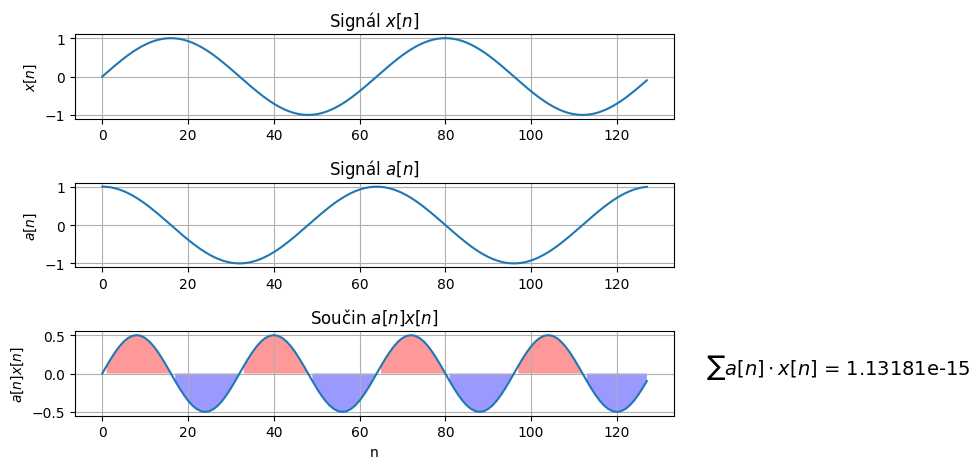 Signál x[n]
x[n]
1
0
−1
0 20 40 60 80 100 120
Signál a[n]
a[n]
1
0
−1
0 20 40 60 80 100 120
Součin a[n]x[n]
a[n]x[n]
0.5
0.0
−0.5
0 20 40 60 80 100 120
n
∑a[n] · x[n] = 1.13181e-15